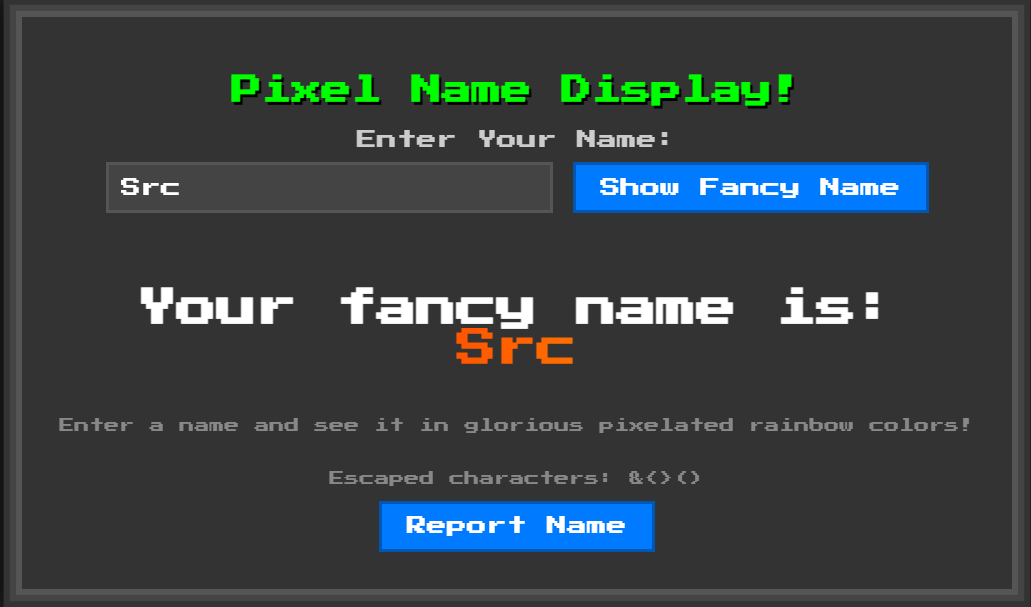 Pixel Name Display!
Enter Your Name:
Src
Show Fancy Name
Your fancy name is:
Src
Enter a name and see it in glorious pixelated rainbow colors!
Escaped characters: &<>()
Report Name